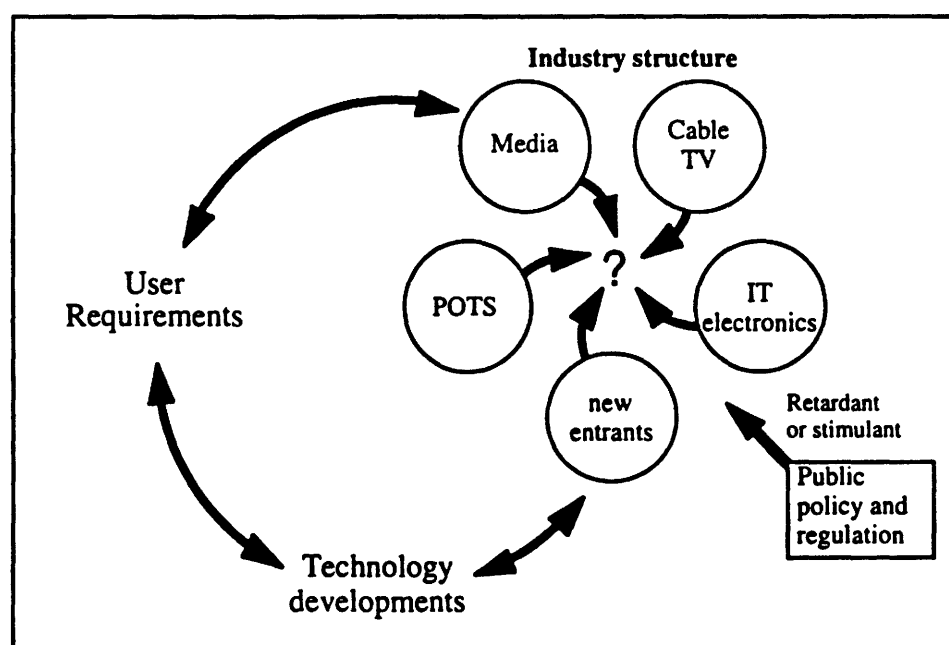 Industry structure
Media
Cable
TV
User
Requirements
POTS
?
IT
electronics
new
entrants
Retardant
or stimulant
Public
policy and
regulation
Technology
developments